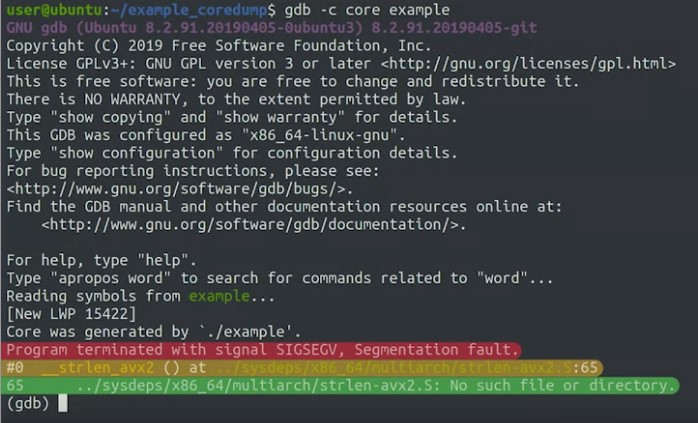 user@ubuntu:~/example_coredump$ gdb -c core example
GNU gdb (Ubuntu 8.2.91.20190405-0ubuntu3) 8.2.91.20190405-git
Copyright (C) 2019 Free Software Foundation, Inc.
License GPLv3+: GNU GPL version 3 or later <http://gnu.org/licenses/gpl.html>
This is free software: you are free to change and redistribute it.
There is NO WARRANTY, to the extent permitted by law.
Type "show copying" and "show warranty" for details.
This GDB was configured as "x86_64-linux-gnu".
Type "show configuration" for configuration details.
For bug reporting instructions, please see:
<http://www.gnu.org/software/gdb/bugs/>.
Find the GDB manual and other documentation resources online at:
    <http://www.gnu.org/software/gdb/documentation/>.
For help, type "help".
Type "apropos word" to search for commands related to "word"...
Reading symbols from example...
[New LWP 15422]
Core was generated by `./example'.
Program terminated with signal SIGSEGV, Segmentation fault.
#0  __strlen_avx2 () at ../sysdeps/x86_64/multiarch/strlen-avx2.S:65
65      ../sysdeps/x86_64/multiarch/strlen-avx2.S: No such file or directory.
(gdb)